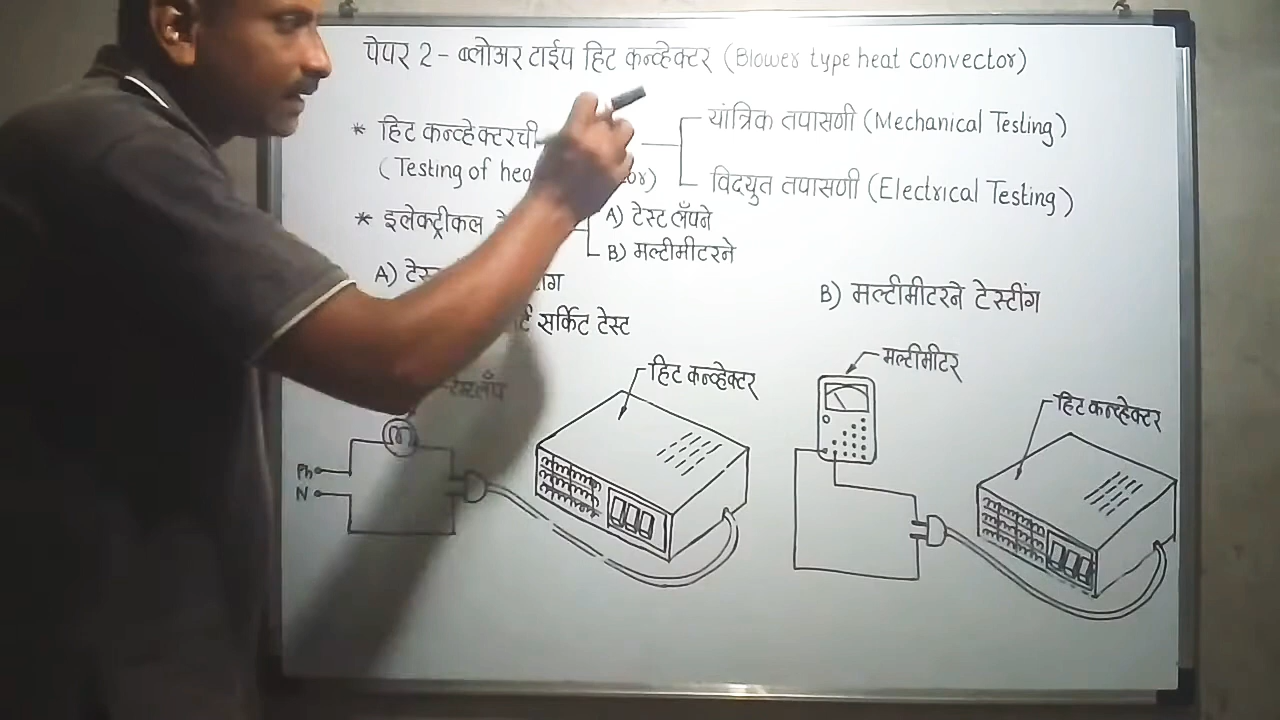 पेपर 2 - ब्लोअर टाईप हिट कन्व्हेक्टर (Blower type heat convector)
* हिट कन्व्हेक्टरची
यांत्रिक तपासणी (Mechanical Testing)
(Testing of
विद्युत तपासणी (Electrical Testing)
* इलेक्ट्रीकल
A) टेस्ट लँपने
B) मल्टीमीटरने
A)
सर्किट टेस्ट
B) मल्टीमीटरने टेस्टींग
हिट कन्व्हेक्टर
मल्टीमीटर
हिट कन्व्हेक्टर
टेस्टलँप
Ph
N